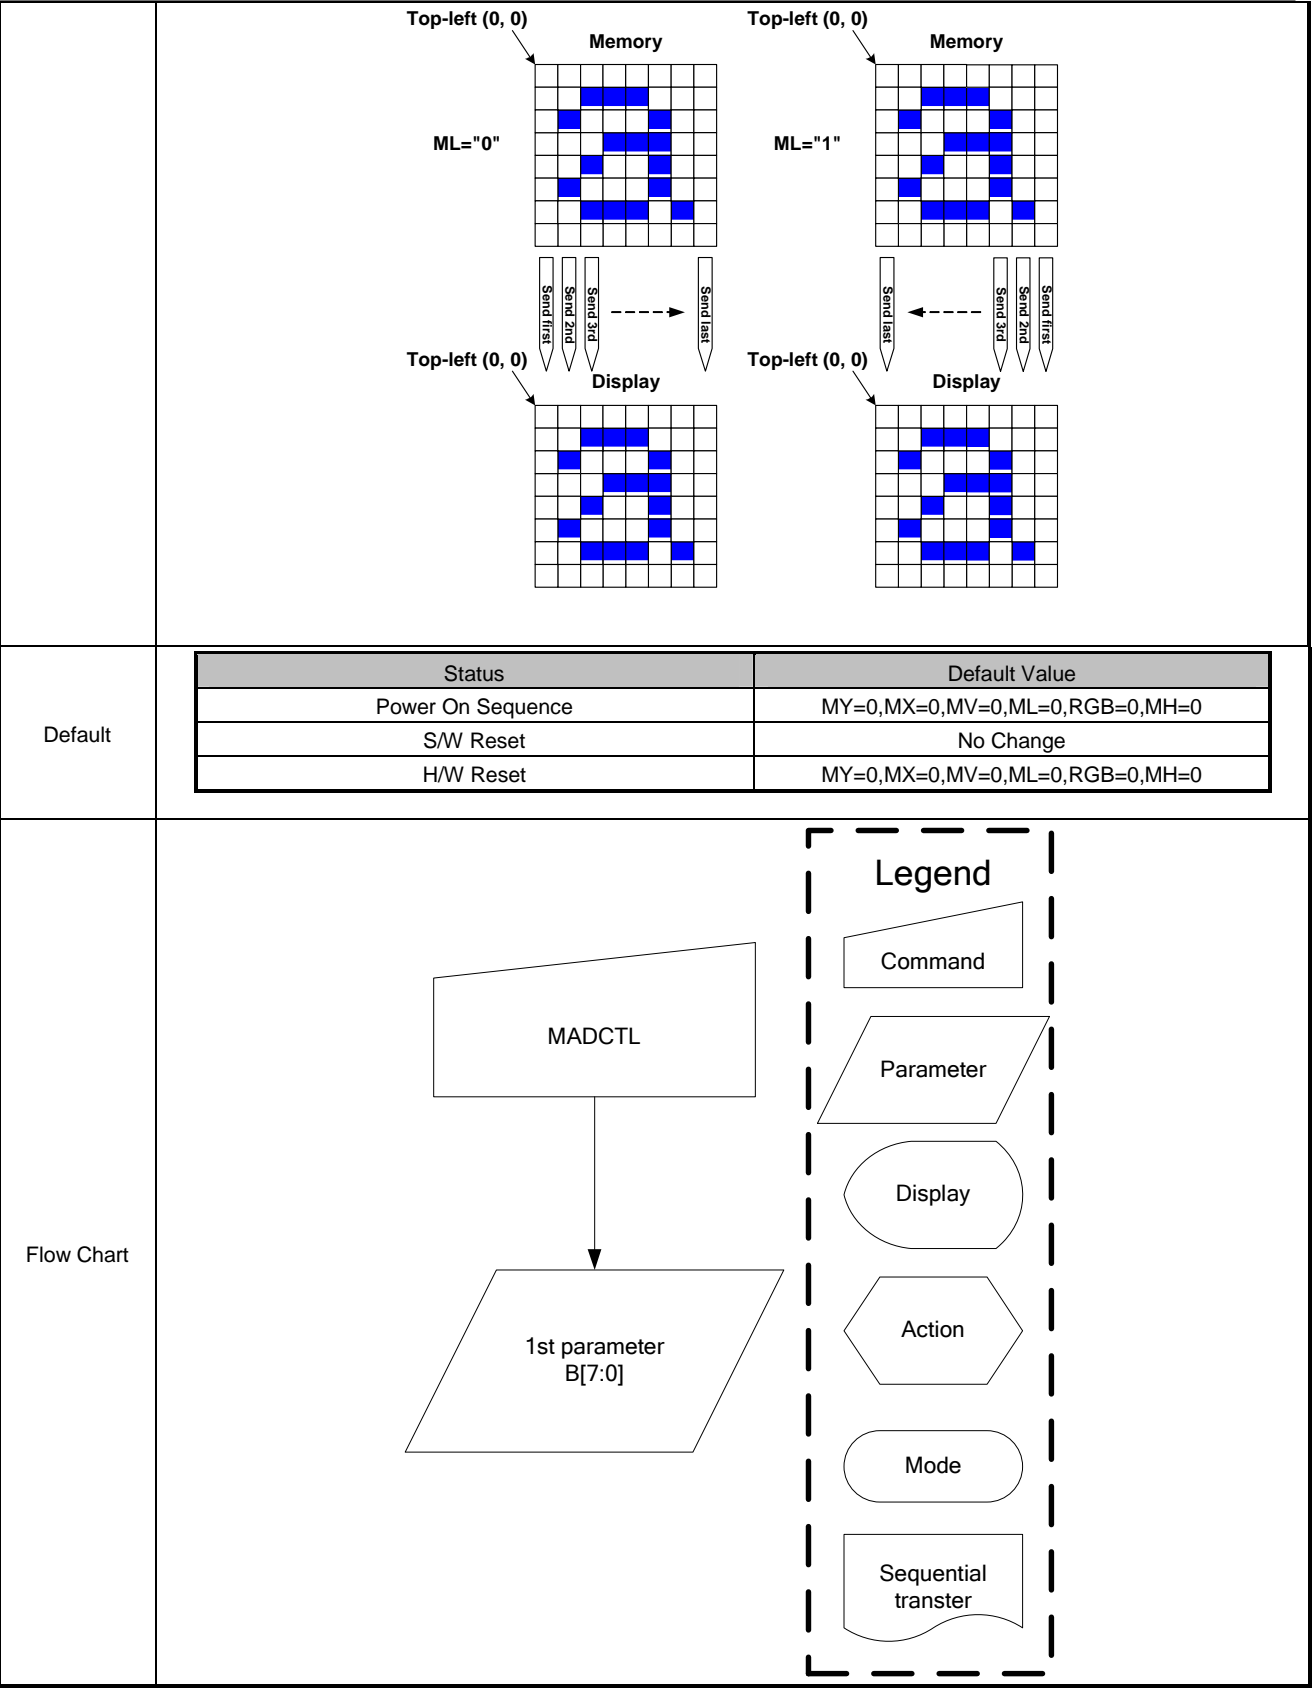 Top-left (0, 0)
Memory
ML="0"
Send first
Send 2nd
Send 3rd
Send last
Top-left (0, 0)
Display
Top-left (0, 0)
Memory
ML="1"
Send last
Send 3rd
Send 2nd
Send first
Top-left (0, 0)
Display
Default
Status Default Value
Power On Sequence MY=0,MX=0,MV=0,ML=0,RGB=0,MH=0
S/W Reset No Change
H/W Reset MY=0,MX=0,MV=0,ML=0,RGB=0,MH=0
Flow Chart
MADCTL
1st parameter
B[7:0]
Legend
Command
Parameter
Display
Action
Mode
Sequential
transter